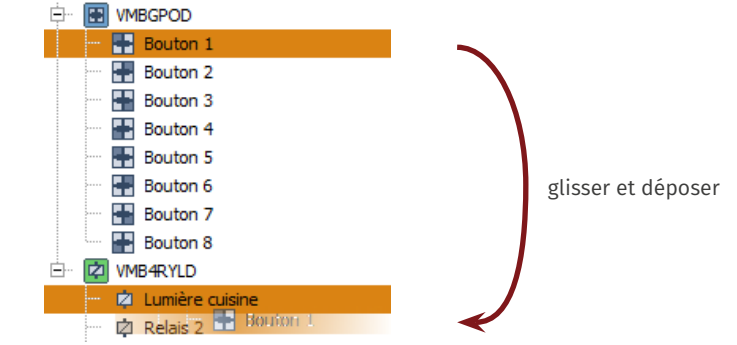 VMBGPOD
Bouton 1
Bouton 2
Bouton 3
Bouton 4
Bouton 5
glisser et déposer
Bouton 6
Bouton 7
Bouton 8
VMB4RYLD
Lumière cuisine
Relais 2 Bouton 1